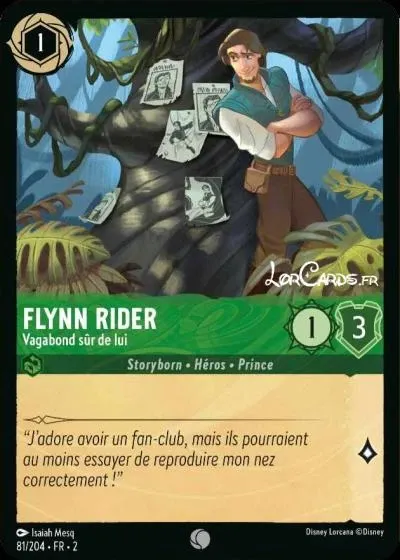 1
LORCARDS.FR
FLYNN RIDER
Vagabond sûr de lui
1
3
Storyborn • Héros • Prince
“J’adore avoir un fan-club, mais ils pourraient
au moins essayer de reproduire mon nez
correctement !”
Isaiah Mesq
Disney Lorcana ©Disney
81/204 • FR • 2